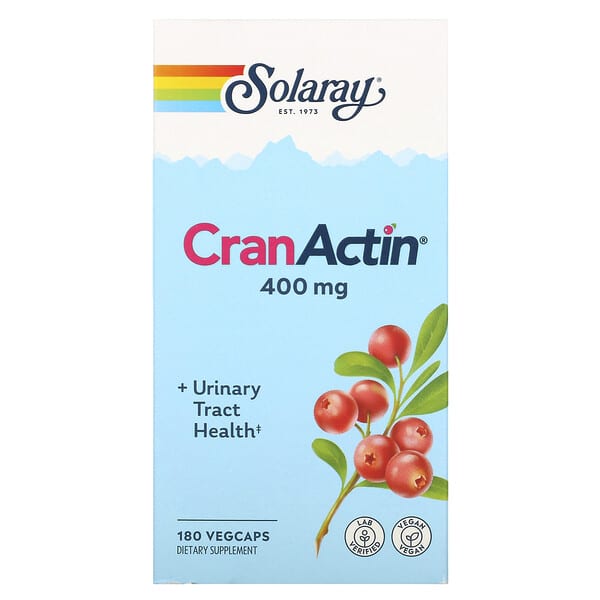 Solaray®
EST. 1973
CranActin®
400 mg
+ Urinary
Tract
Health‡
180 VEGCAPS
DIETARY SUPPLEMENT
LAB
VERIFIED
VEGAN
VEGAN